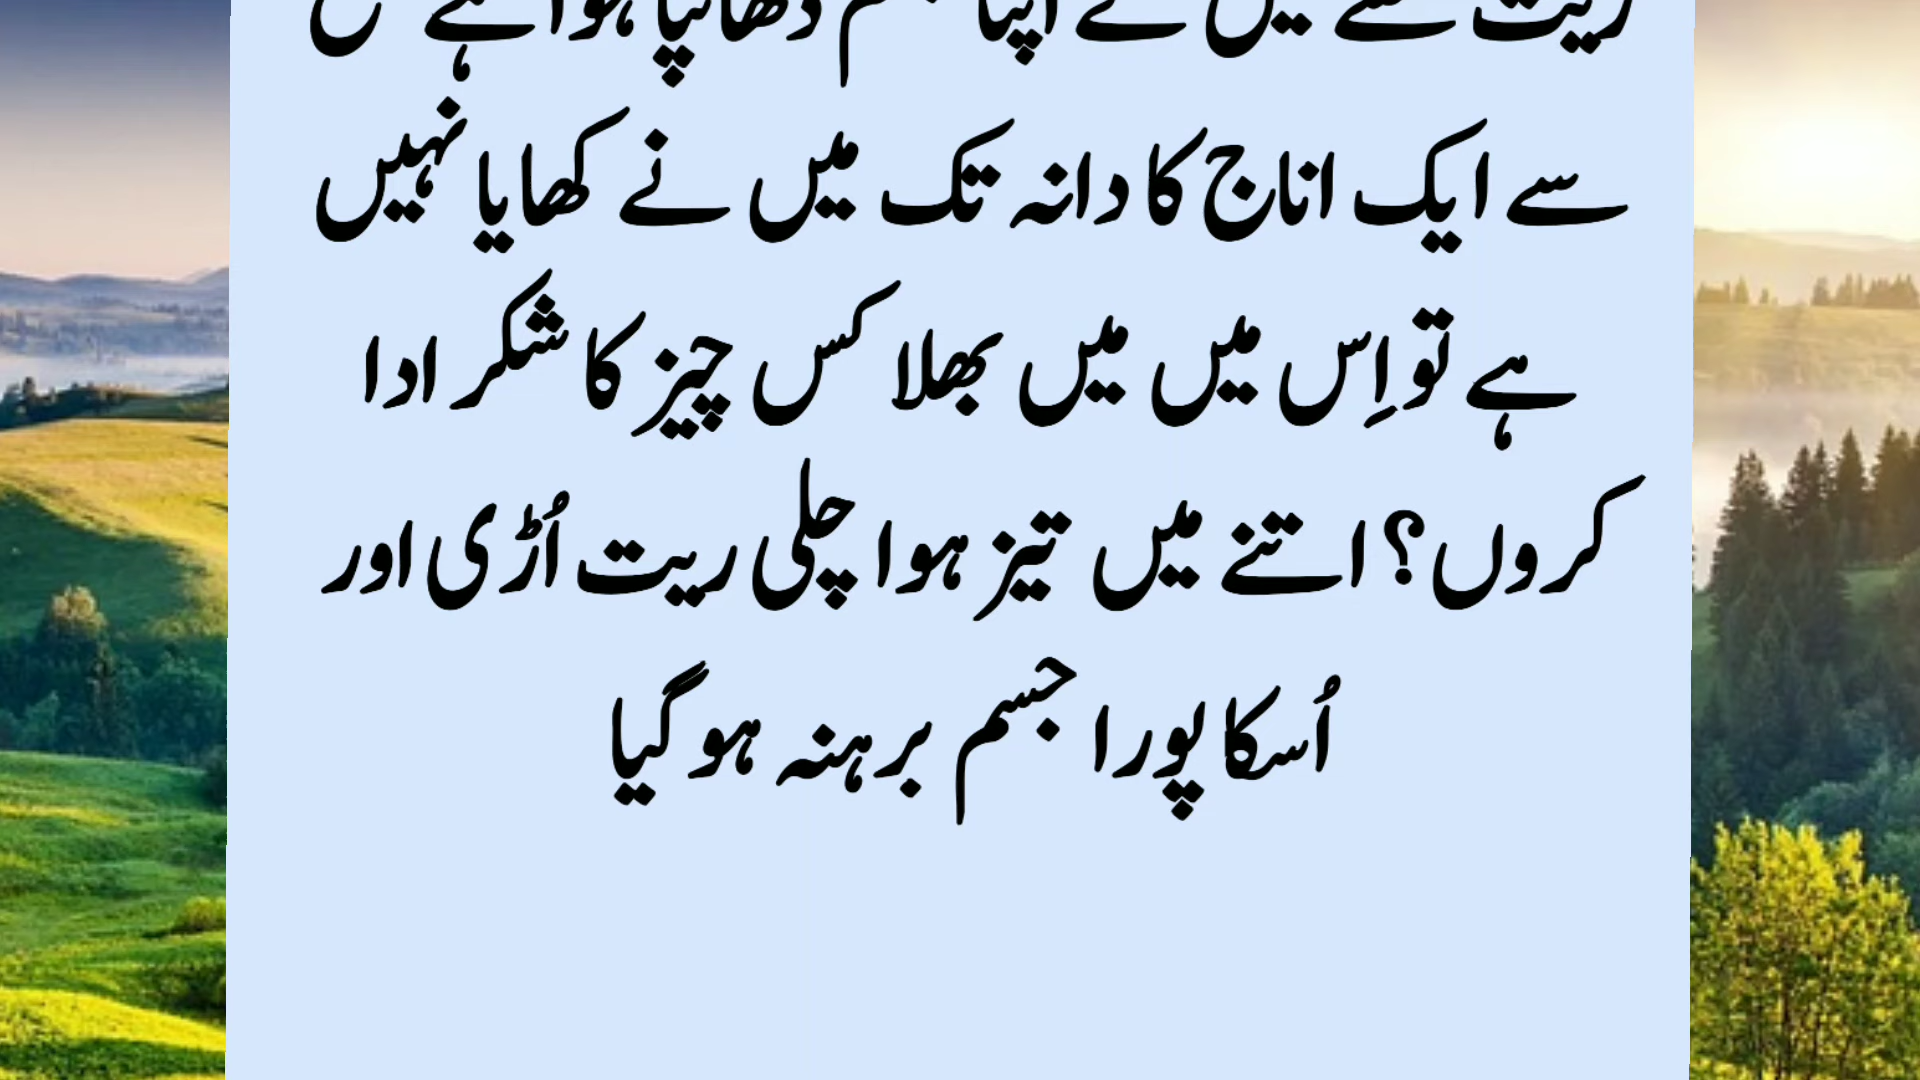 ریت سے میں نے اپنا جسم ڈھانپا ہوا ہے
سے ایک اناج کا دانہ تک میں نے کھایا نہیں
ہے تو اِس میں میں بھلا کس چیز کا شکر ادا
کروں؟ اتنے میں تیز ہوا چلی ریت اُڑی اور
اُسکا پورا جسم برہنہ ہو گیا